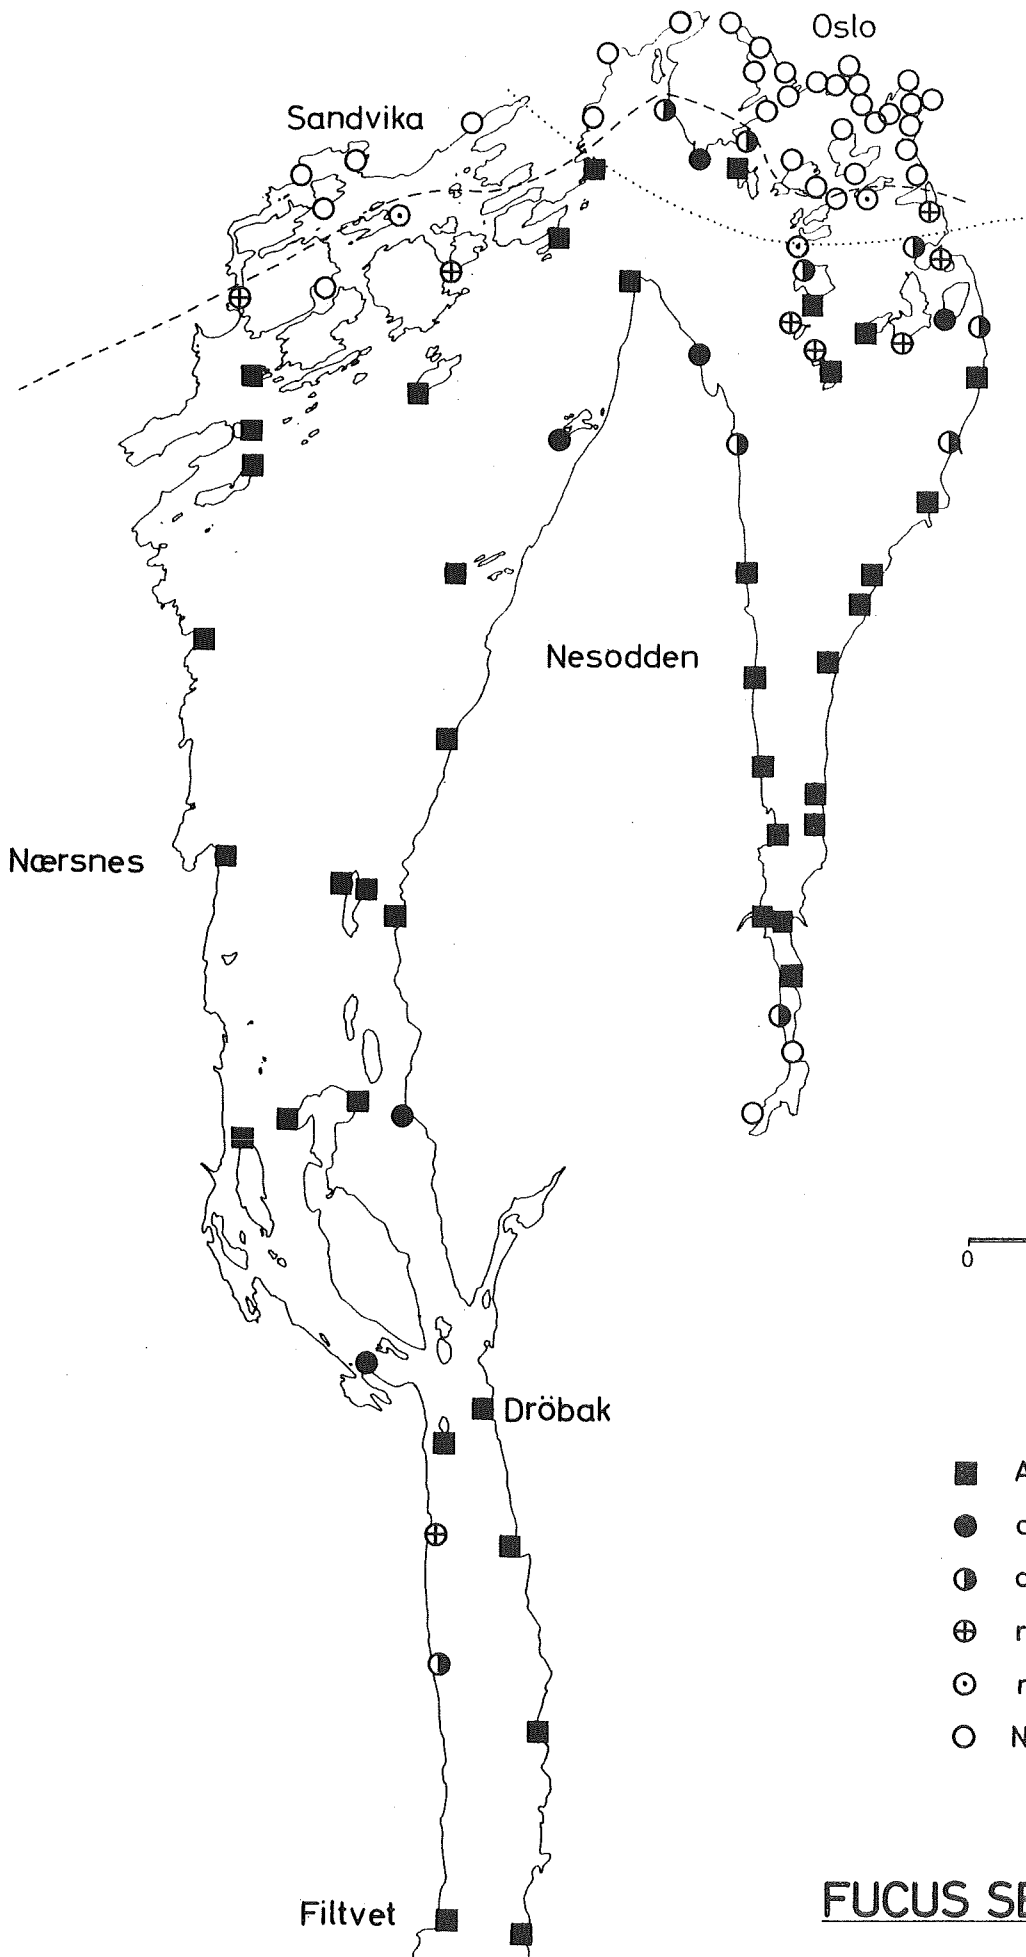 Oslo
Sandvika
Nesodden
Nærsnes
0
Dröbak
A
r
r
N
Filtvet
FUCUS SE